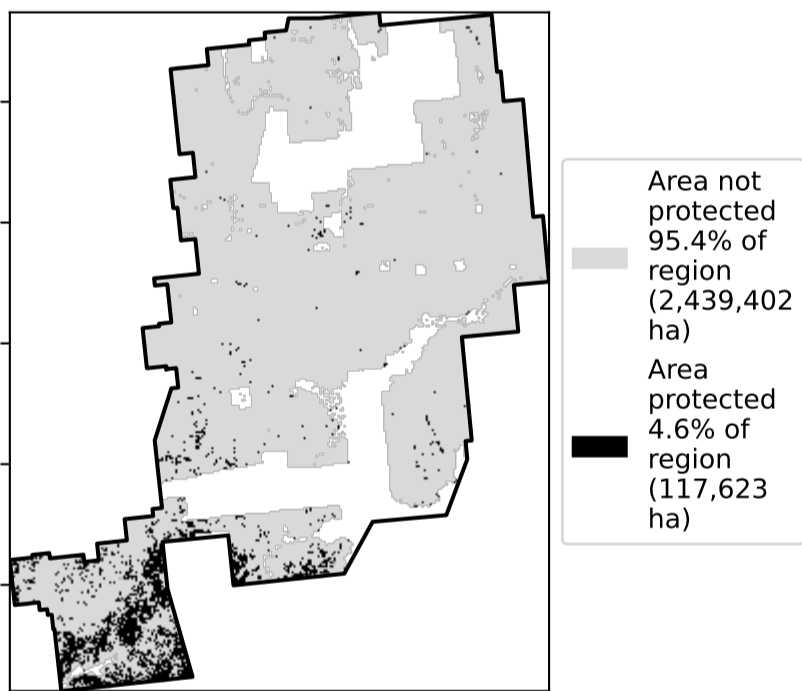 Area not
protected
95.4% of
region
(2,439,402
ha)
Area
protected
4.6% of
region
(117,623
ha)